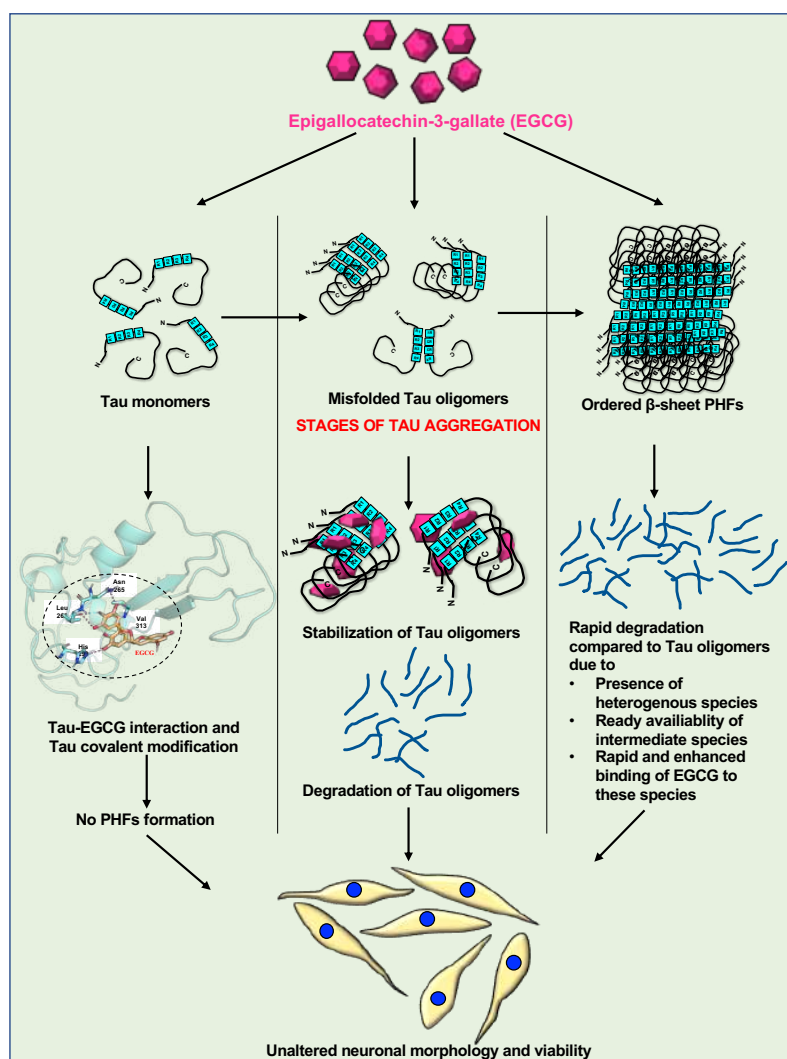 Epigallocatechin-3-gallate (EGCG)
Tau monomers
Misfolded Tau oligomers
Ordered β-sheet PHFs
STAGES OF TAU AGGREGATION
Asn
265
Leu
Val
313
His
EGCG
Tau-EGCG interaction and
Tau covalent modification
No PHFs formation
Stabilization of Tau oligomers
Degradation of Tau oligomers
Rapid degradation
compared to Tau oligomers
due to
• Presence of
heterogenous species
• Ready availiablity of
intermediate species
• Rapid and enhanced
binding of EGCG to
these species
Unaltered neuronal morphology and viability